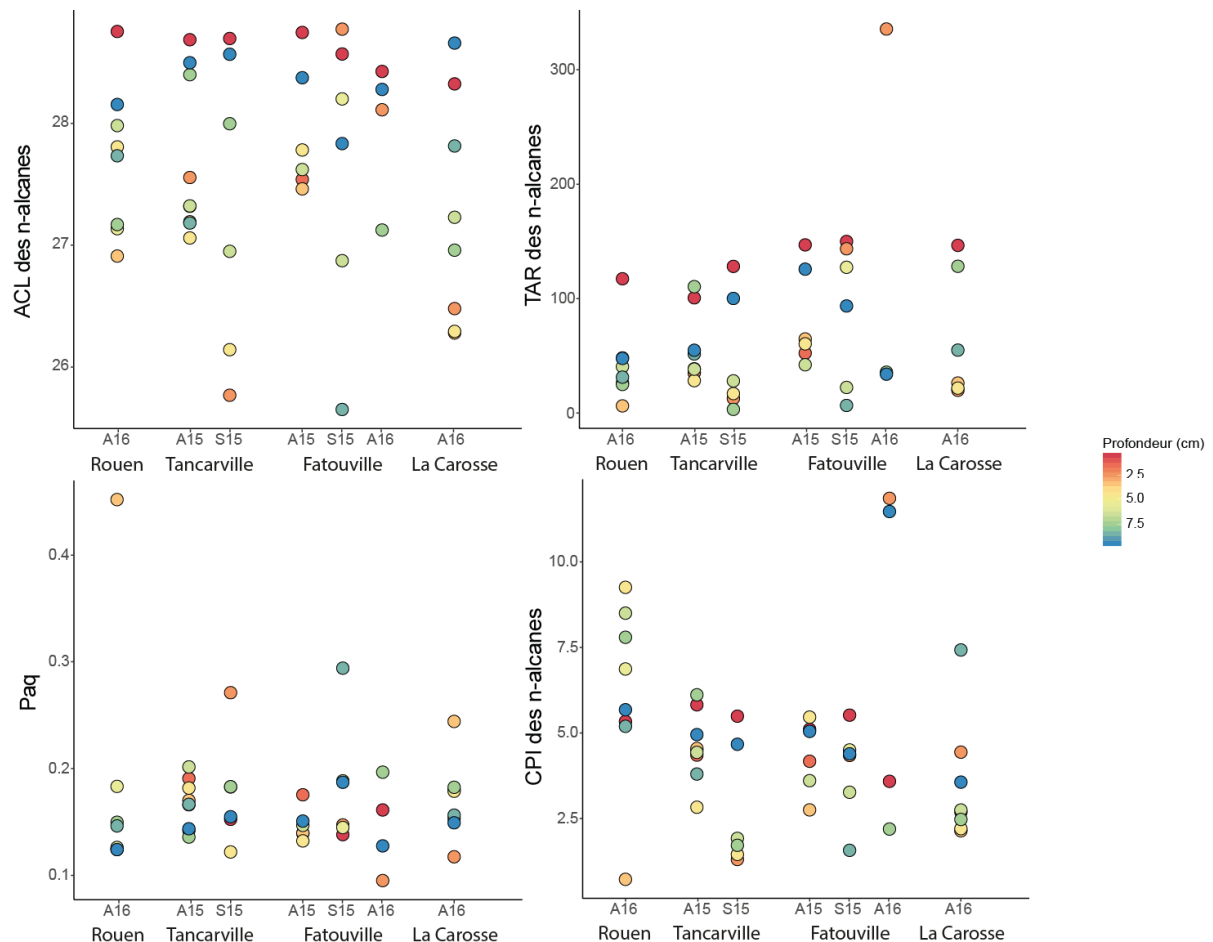 ACL des n-alcanes
28
27
26
A16 A15 S15 A15 S15 A16 A16
Rouen Tancarville Fatouville La Carosse
TAR des n-alcanes
300
300
100
0
A16 A15 S15 A15 S15 A16 A16
Rouen Tancarville Fatouville La Carosse
Profondeur (cm)
2.5
5.0
7.5
Paq
0.4
0.3
0.2
0.1
A16 A15 S15 A15 S15 A16 A16
Rouen Tancarville Fatouville La Carosse
CPI des n-alcanes
10.0
7.5
5.0
2.5
A16 A15 S15 A15 S15 A16 A16
Rouen Tancarville Fatouville La Carosse